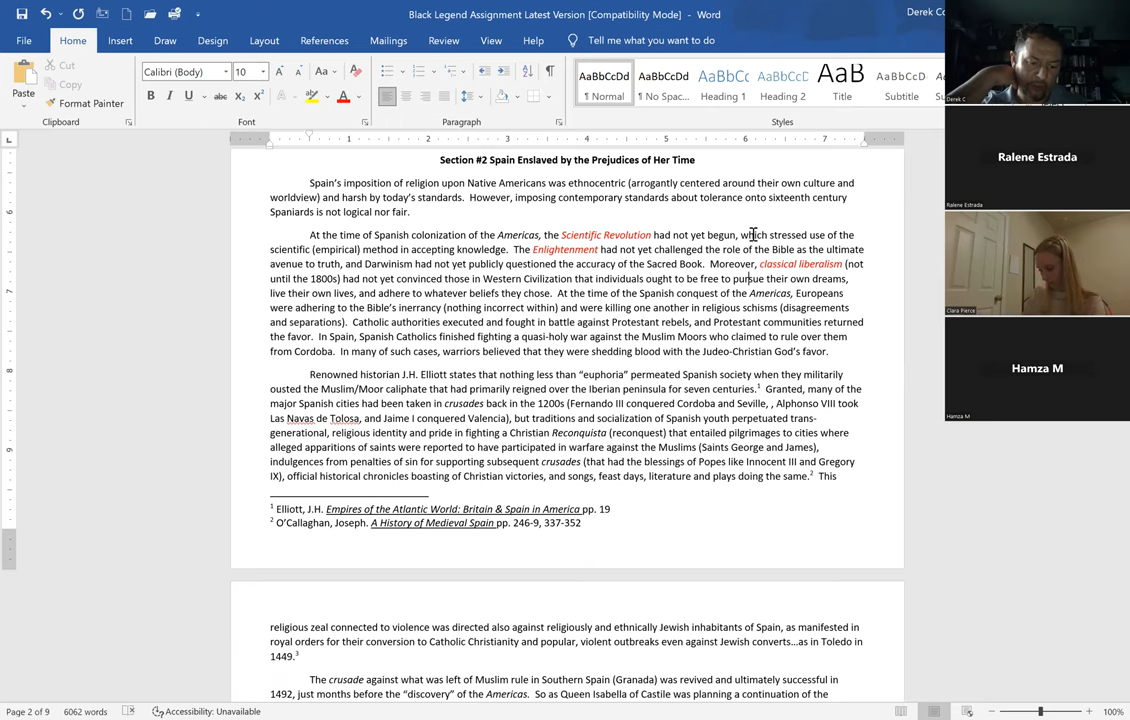 Black Legend Assignment Latest Version [Compatibility Mode] - Word
Derek Co
File Home Insert Draw Design Layout References Mailings Review View Help Tell me what you want to do
Paste
Cut
Copy
Format Painter
Clipboard
Calibri (Body) 10 A A Aa A
B I U abc X₂ X² A A
Font
Paragraph
AaBbCcDd AaBbCcDd AaBbCc AaBbCcD AaB AaBbCcD
¶ Normal ¶ No Spac... Heading 1 Heading 2 Title Subtitle
Styles
1 2 3 4 5 6 7
Section #2 Spain Enslaved by the Prejudices of Her Time
Spain's imposition of religion upon Native Americans was ethnocentric (arrogantly centered around their own culture and
worldview) and harsh by today's standards. However, imposing contemporary standards about tolerance onto sixteenth century
Spaniards is not logical nor fair.
At the time of Spanish colonization of the Americas, the Scientific Revolution had not yet begun, which stressed use of the
scientific (empirical) method in accepting knowledge. The Enlightenment had not yet challenged the role of the Bible as the ultimate
avenue to truth, and Darwinism had not yet publicly questioned the accuracy of the Sacred Book. Moreover, classical liberalism (not
until the 1800s) had not yet convinced those in Western Civilization that individuals ought to be free to pursue their own dreams,
live their own lives, and adhere to whatever beliefs they chose. At the time of the Spanish conquest of the Americas, Europeans
were adhering to the Bible's inerrancy (nothing incorrect within) and were killing one another in religious schisms (disagreements
and separations). Catholic authorities executed and fought in battle against Protestant rebels, and Protestant communities returned
the favor. In Spain, Spanish Catholics finished fighting a quasi-holy war against the Muslim Moors who claimed to rule over them
from Cordoba. In many of such cases, warriors believed that they were shedding blood with the Judeo-Christian God's favor.
Renowned historian J.H. Elliott states that nothing less than "euphoria" permeated Spanish society when they militarily
ousted the Muslim/Moor caliphate that had primarily reigned over the Iberian peninsula for seven centuries.1 Granted, many of the
major Spanish cities had been taken in crusades back in the 1200s (Fernando III conquered Cordoba and Seville, , Alphonso VIII took
Las Navas de Tolosa, and Jaime I conquered Valencia), but traditions and socialization of Spanish youth perpetuated trans-
generational, religious identity and pride in fighting a Christian Reconquista (reconquest) that entailed pilgrimages to cities where
alleged apparitions of saints were reported to have participated in warfare against the Muslims (Saints George and James),
indulgences from penalties of sin for supporting subsequent crusades (that had the blessings of Popes like Innocent III and Gregory
IX), official historical chronicles boasting of Christian victories, and songs, feast days, literature and plays doing the same.2 This
1 Elliott, J.H. Empires of the Atlantic World: Britain & Spain in America pp. 19
2 O'Callaghan, Joseph. A History of Medieval Spain pp. 246-9, 337-352
religious zeal connected to violence was directed also against religiously and ethnically Jewish inhabitants of Spain, as manifested in
royal orders for their conversion to Catholic Christianity and popular, violent outbreaks even against Jewish converts...as in Toledo in
1449.3
The crusade against what was left of Muslim rule in Southern Spain (Granada) was revived and ultimately successful in
1492, just months before the "discovery" of the Americas. So as Queen Isabella of Castile was planning a continuation of the
Page 2 of 9 6062 words Accessibility: Unavailable 100%
Derek C
Ralene Estrada
Ralene Estrada
Clara Pierce
Hamza M
Hamza M